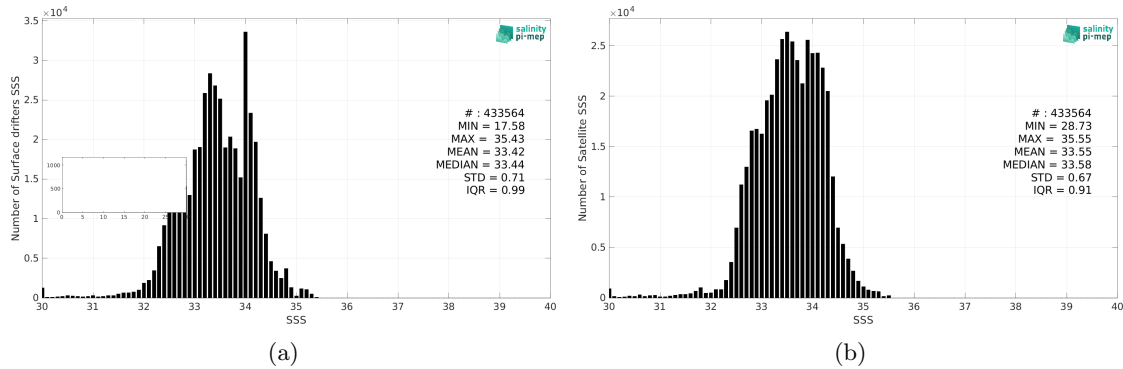 ×10^4
3.5
3
2.5
2
1.5
1
0.5
0
Number of Surface drifters SSS
salinity
pi-mep
# : 433564
MIN = 17.58
MAX = 35.43
MEAN = 33.42
MEDIAN = 33.44
STD = 0.71
IQR = 0.99
1000
500
0
0 5 10 15 20 25
30 31 32 33 34 35 36 37 38 39 40
SSS
(a)
×10^4
2.5
2
1.5
1
0.5
0
Number of Satellite SSS
salinity
pi-mep
# : 433564
MIN = 28.73
MAX = 35.55
MEAN = 33.55
MEDIAN = 33.58
STD = 0.67
IQR = 0.91
30 31 32 33 34 35 36 37 38 39 40
SSS
(b)